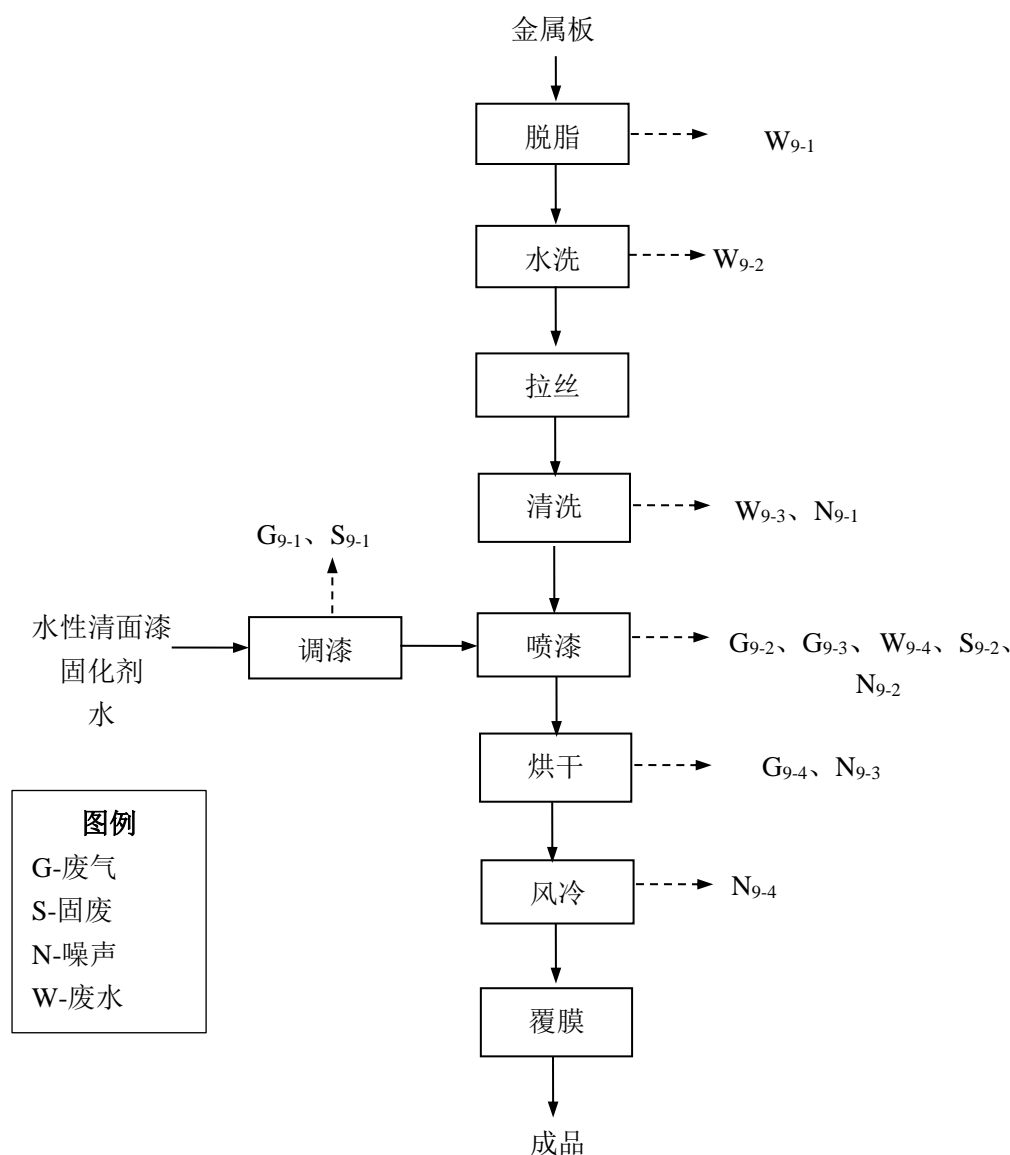 金属板
脱脂
W9-1
水洗
W9-2
拉丝
清洗
W9-3、N9-1
G9-1、S9-1
水性清面漆
固化剂
水
调漆
喷漆
G9-2、G9-3、W9-4、S9-2、
N9-2
烘干
G9-4、N9-3
图例
G-废气
S-固废
N-噪声
W-废水
风冷
N9-4
覆膜
成品